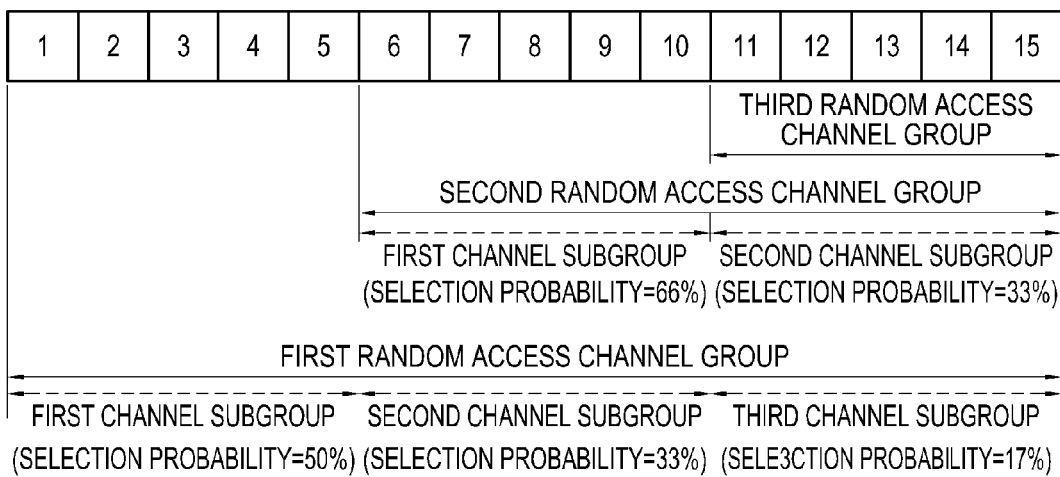 1 2 3 4 5 6 7 8 9 10 11 12 13 14 15
THIRD RANDOM ACCESS
CHANNEL GROUP
SECOND RANDOM ACCESS CHANNEL GROUP
FIRST CHANNEL SUBGROUP SECOND CHANNEL SUBGROUP
(SELECTION PROBABILITY=66%) (SELECTION PROBABILITY=33%)
FIRST RANDOM ACCESS CHANNEL GROUP
FIRST CHANNEL SUBGROUP SECOND CHANNEL SUBGROUP THIRD CHANNEL SUBGROUP
(SELECTION PROBABILITY=50%) (SELECTION PROBABILITY=33%) (SELE3CTION PROBABILITY=17%)